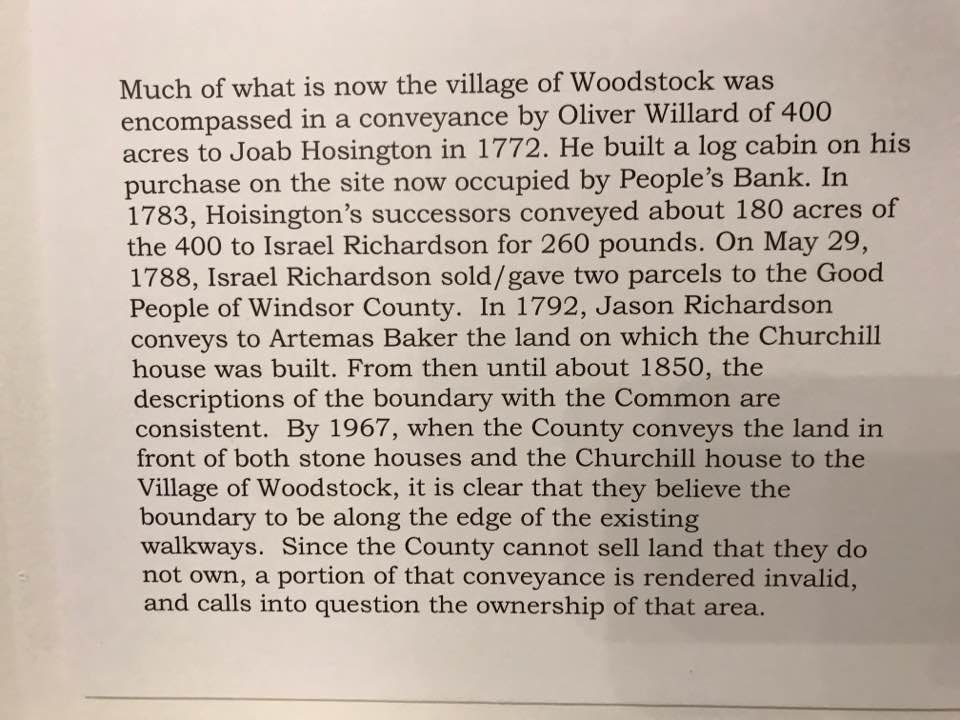 Much of what is now the village of Woodstock was
encompassed in a conveyance by Oliver Willard of 400
acres to Joab Hosington in 1772. He built a log cabin on his
purchase on the site now occupied by People's Bank. In
1783, Hoisington's successors conveyed about 180 acres of
the 400 to Israel Richardson for 260 pounds. On May 29,
1788, Israel Richardson sold/gave two parcels to the Good
People of Windsor County. In 1792, Jason Richardson
conveys to Artemas Baker the land on which the Churchill
house was built. From then until about 1850, the
descriptions of the boundary with the Common are
consistent. By 1967, when the County conveys the land in
front of both stone houses and the Churchill house to the
Village of Woodstock, it is clear that they believe the
boundary to be along the edge of the existing
walkways. Since the County cannot sell land that they do
not own, a portion of that conveyance is rendered invalid,
and calls into question the ownership of that area.